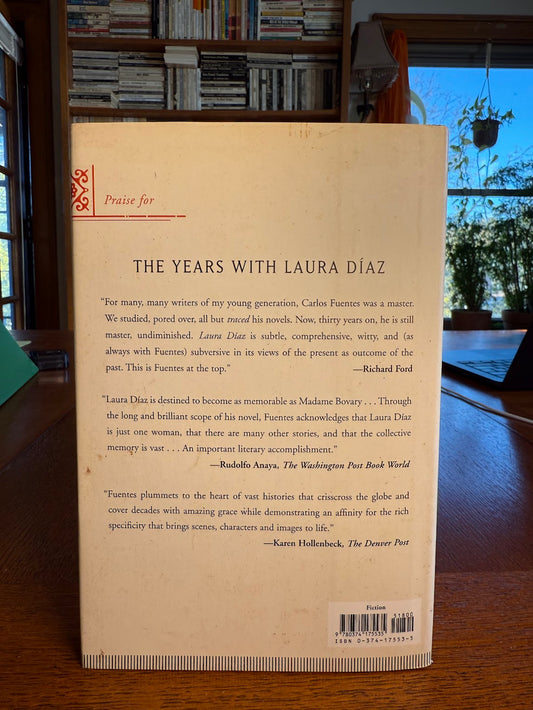 Praise for
THE YEARS WITH LAURA DÍAZ
“For many, many writers of my young generation, Carlos Fuentes was a master.
We studied, pored over, all but traced his novels. Now, thirty years on, he is still
master, undiminished. Laura Díaz is subtle, comprehensive, witty, and (as
always with Fuentes) subversive in its views of the present as outcome of the
past. This is Fuentes at the top.”
—Richard Ford
“Laura Díaz is destined to become as memorable as Madame Bovary . . . Through
the long and brilliant scope of his novel, Fuentes acknowledges that Laura Díaz
is just one woman, that there are many other stories, and that the collective
memory is vast . . . An important literary accomplishment.”
—Rudolfo Anaya, The Washington Post Book World
“Fuentes plummets to the heart of vast histories that crisscross the globe and
cover decades with amazing grace while demonstrating an affinity for the rich
specificity that brings scenes, characters and images to life.”
—Karen Hollenbeck, The Denver Post
Fiction
51800
9 780374 175535
ISBN 0-374-17553-5